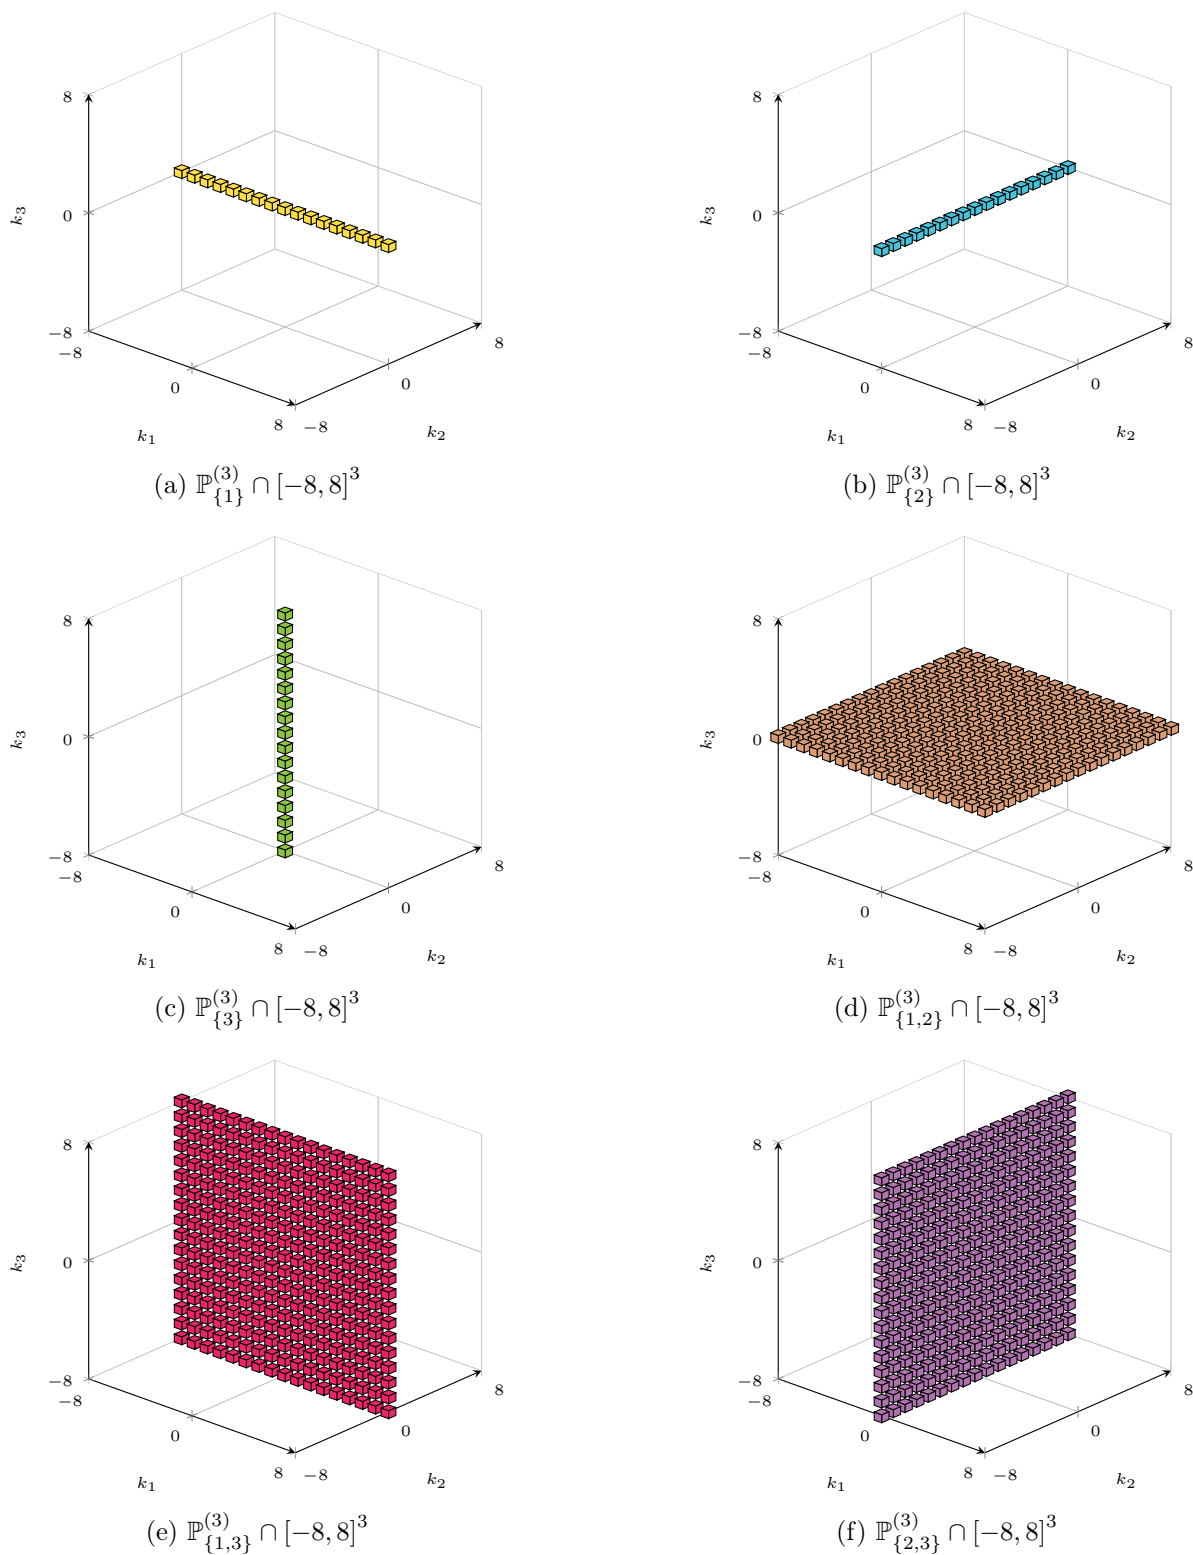 8
0
−8
k₃
−8
0
8
k₁
−8
0
8
k₂
(a) ℙ^{(3)}_{{1}} ∩ [−8, 8]^3
8
0
−8
k₃
−8
0
8
k₁
−8
0
8
k₂
(b) ℙ^{(3)}_{{2}} ∩ [−8, 8]^3
8
0
−8
k₃
−8
0
8
k₁
−8
0
8
k₂
(c) ℙ^{(3)}_{{3}} ∩ [−8, 8]^3
8
0
−8
k₃
−8
0
8
k₁
−8
0
8
k₂
(d) ℙ^{(3)}_{{1,2}} ∩ [−8, 8]^3
8
0
−8
k₃
−8
0
8
k₁
−8
0
8
k₂
(e) ℙ^{(3)}_{{1,3}} ∩ [−8, 8]^3
8
0
−8
k₃
−8
0
8
k₁
−8
0
8
k₂
(f) ℙ^{(3)}_{{2,3}} ∩ [−8, 8]^3